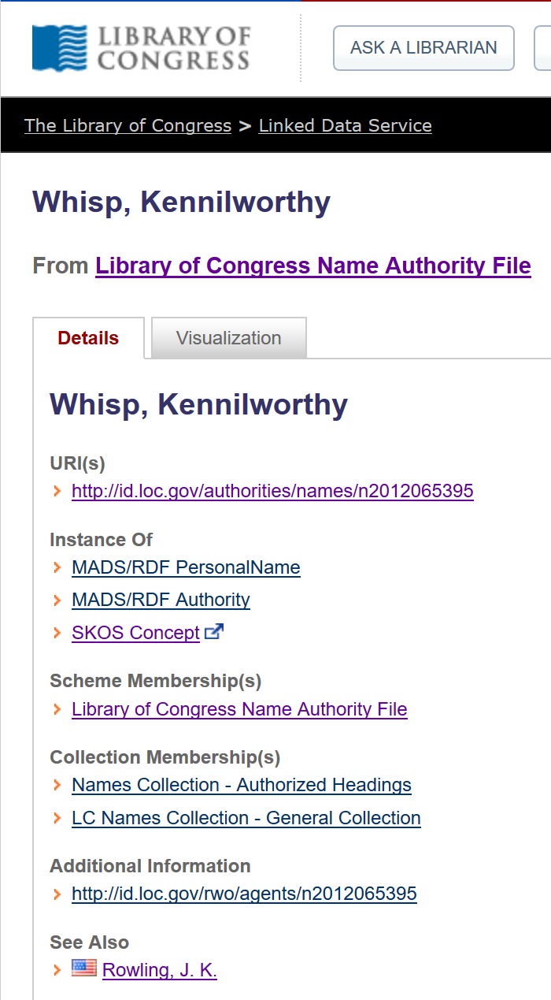 LIBRARY OF
CONGRESS
ASK A LIBRARIAN
The Library of Congress > Linked Data Service
Whisp, Kennilworthy
From Library of Congress Name Authority File
Details
Visualization
Whisp, Kennilworthy
URI(s)
http://id.loc.gov/authorities/names/n2012065395
Instance Of
MADS/RDF PersonalName
MADS/RDF Authority
SKOS Concept
Scheme Membership(s)
Library of Congress Name Authority File
Collection Membership(s)
Names Collection - Authorized Headings
LC Names Collection - General Collection
Additional Information
http://id.loc.gov/rwo/agents/n2012065395
See Also
Rowling, J. K.